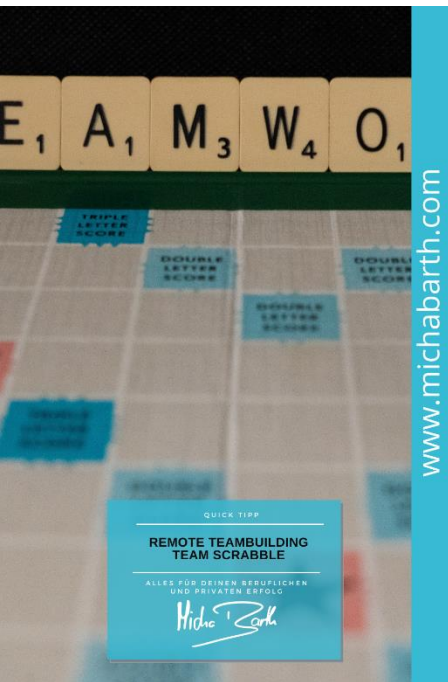 E1 A1 M3 W4 O1
TRIPLE
LETTER
SCORE
DOUBLE
LETTER
SCORE
DOUBLE
LETTER
SCORE
DOUBLE
LETTER
SCORE
www.michabarth.com
QUICK TIPP
REMOTE TEAMBUILDING
TEAM SCRABBLE
ALLES FÜR DEINEN BERUFLICHEN
UND PRIVATEN ERFOLG
Micha Barth